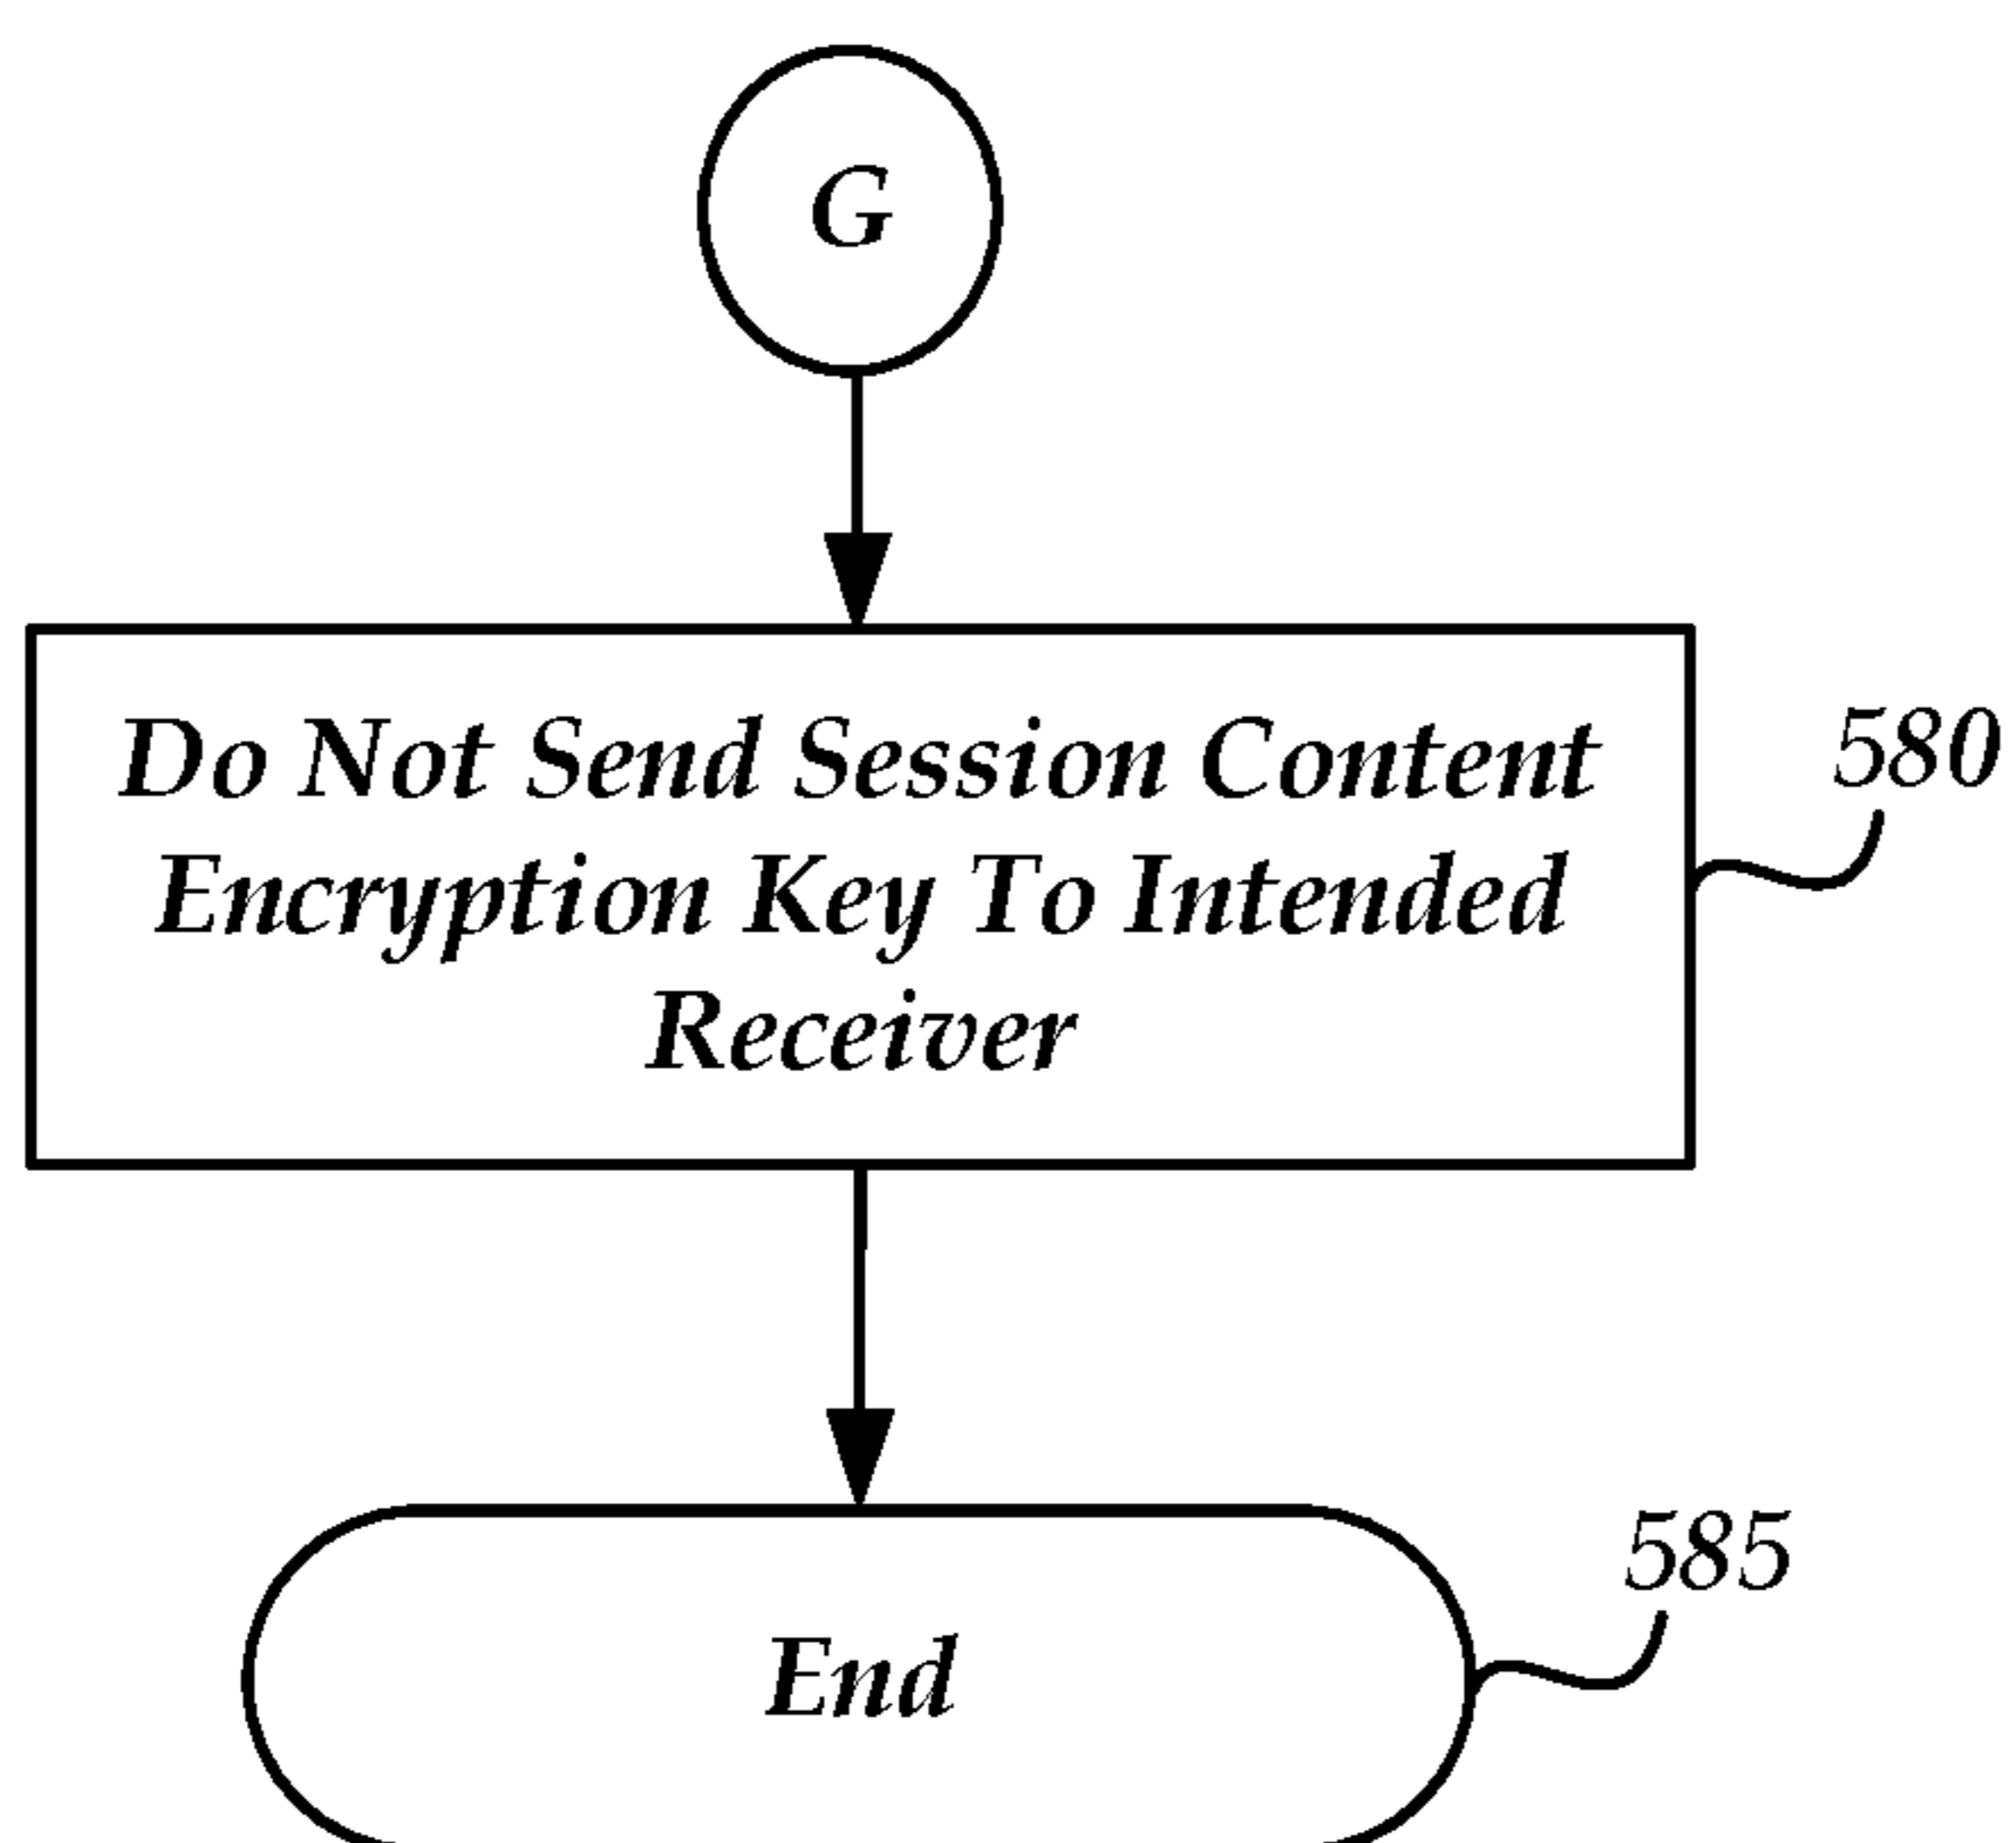 G
Do Not Send Session Content
Encryption Key To Intended
Receiver
580
End
585